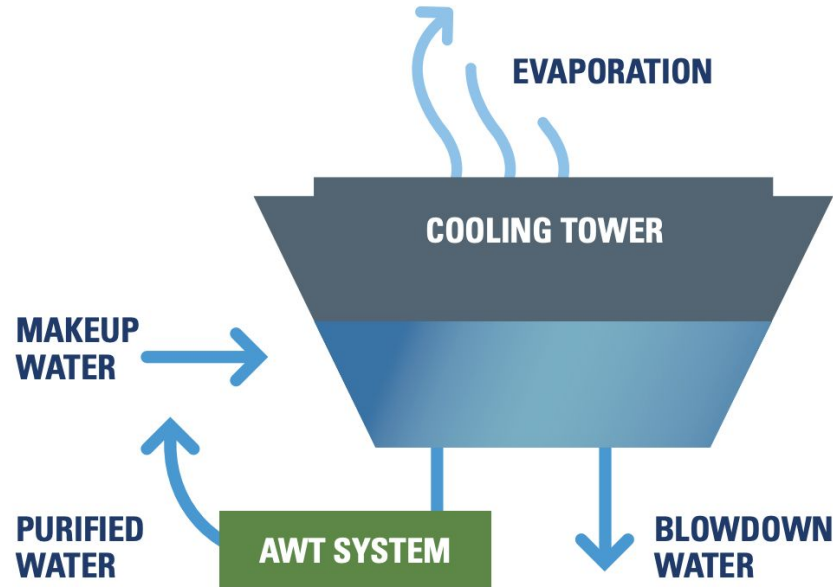 EVAPORATION
COOLING TOWER
MAKEUP
WATER
PURIFIED
WATER
AWT SYSTEM
BLOWDOWN
WATER